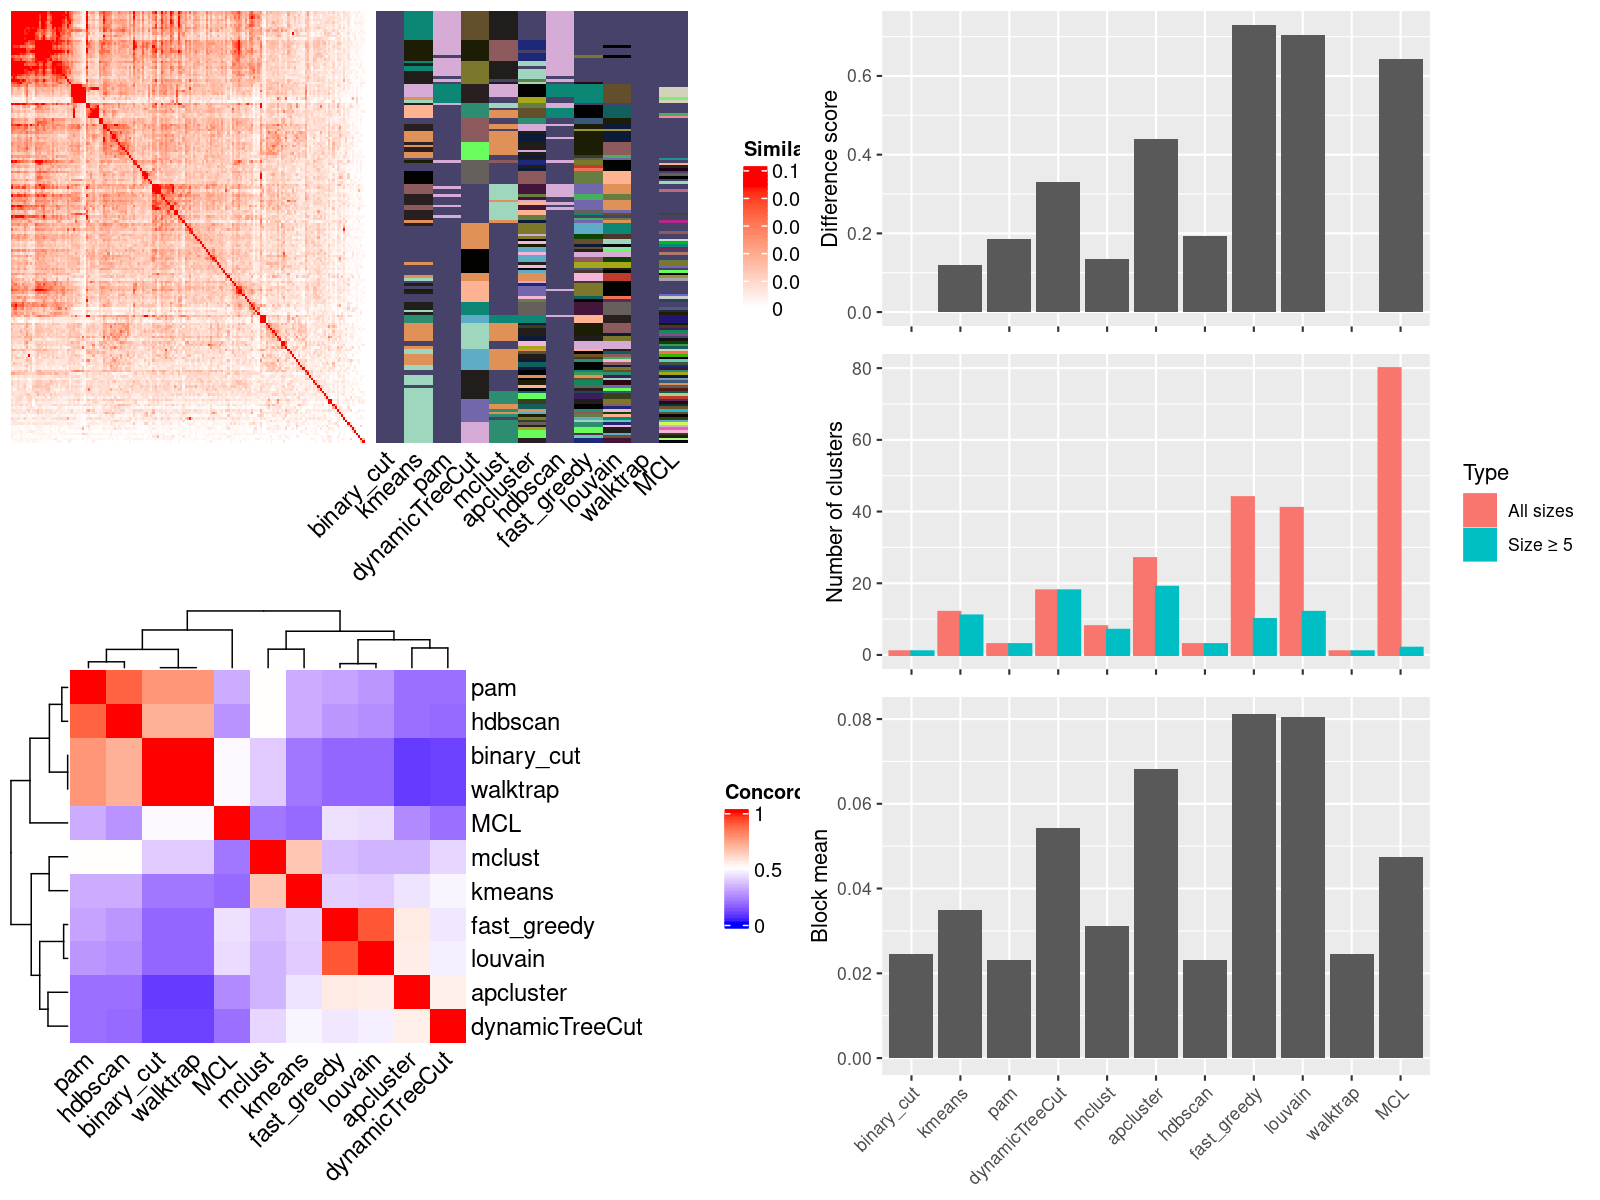 Simila
0.1
0.0
0.0
0.0
0.0
0
binary_cut
kmeans
pam
dynamicTreeCut
mclust
apcluster
hdbscan
fast_greedy
louvain
walktrap
MCL
pam
hdbscan
binary_cut
walktrap
MCL
mclust
kmeans
fast_greedy
louvain
apcluster
dynamicTreeCut
pam
hdbscan
binary_cut
walktrap
MCL
mclust
kmeans
fast_greedy
louvain
apcluster
dynamicTreeCut
Concord
1
0.5
0
Difference score
0.6
0.4
0.2
0.0
Number of clusters
80
60
40
20
0
Type
All sizes
Size ≥ 5
Block mean
0.08
0.06
0.04
0.02
0.00
binary_cut
kmeans
pam
dynamicTreeCut
mclust
apcluster
hdbscan
fast_greedy
louvain
walktrap
MCL